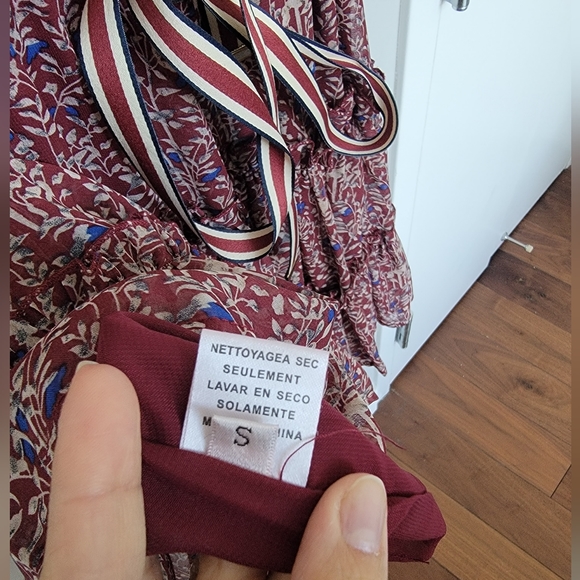 NETTOYAGEA SEC
SEULEMENT
LAVAR EN SECO
SOLAMENTE
S